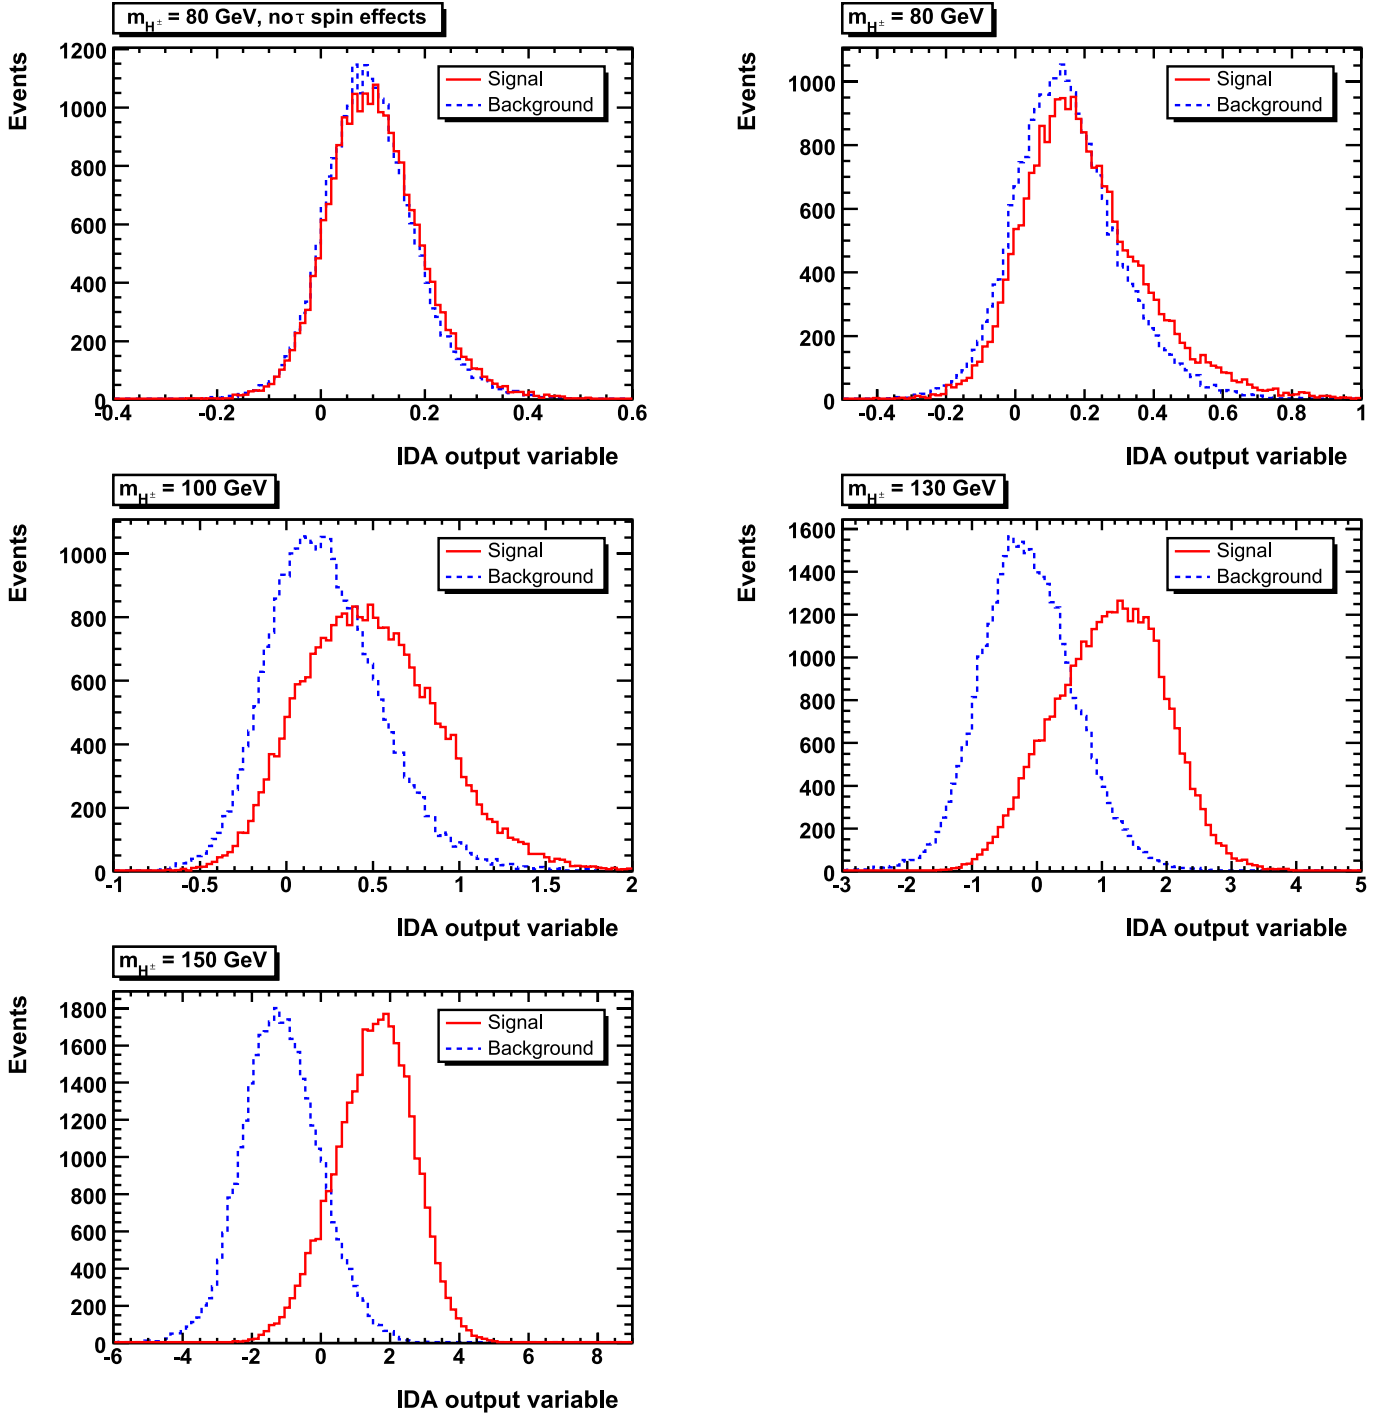 m_H± = 80 GeV, no τ spin effects
Events
1200
1000
800
600
400
200
0
Signal
Background
-0.4 -0.2 0 0.2 0.4 0.6
IDA output variable
m_H± = 80 GeV
Events
1000
800
600
400
200
0
Signal
Background
-0.4 -0.2 0 0.2 0.4 0.6 0.8 1
IDA output variable
m_H± = 100 GeV
Events
1000
800
600
400
200
0
Signal
Background
-1 -0.5 0 0.5 1 1.5 2
IDA output variable
m_H± = 130 GeV
Events
1600
1400
1200
1000
800
600
400
200
0
Signal
Background
-3 -2 -1 0 1 2 3 4 5
IDA output variable
m_H± = 150 GeV
Events
1800
1600
1400
1200
1000
800
600
400
200
0
Signal
Background
-6 -4 -2 0 2 4 6 8
IDA output variable